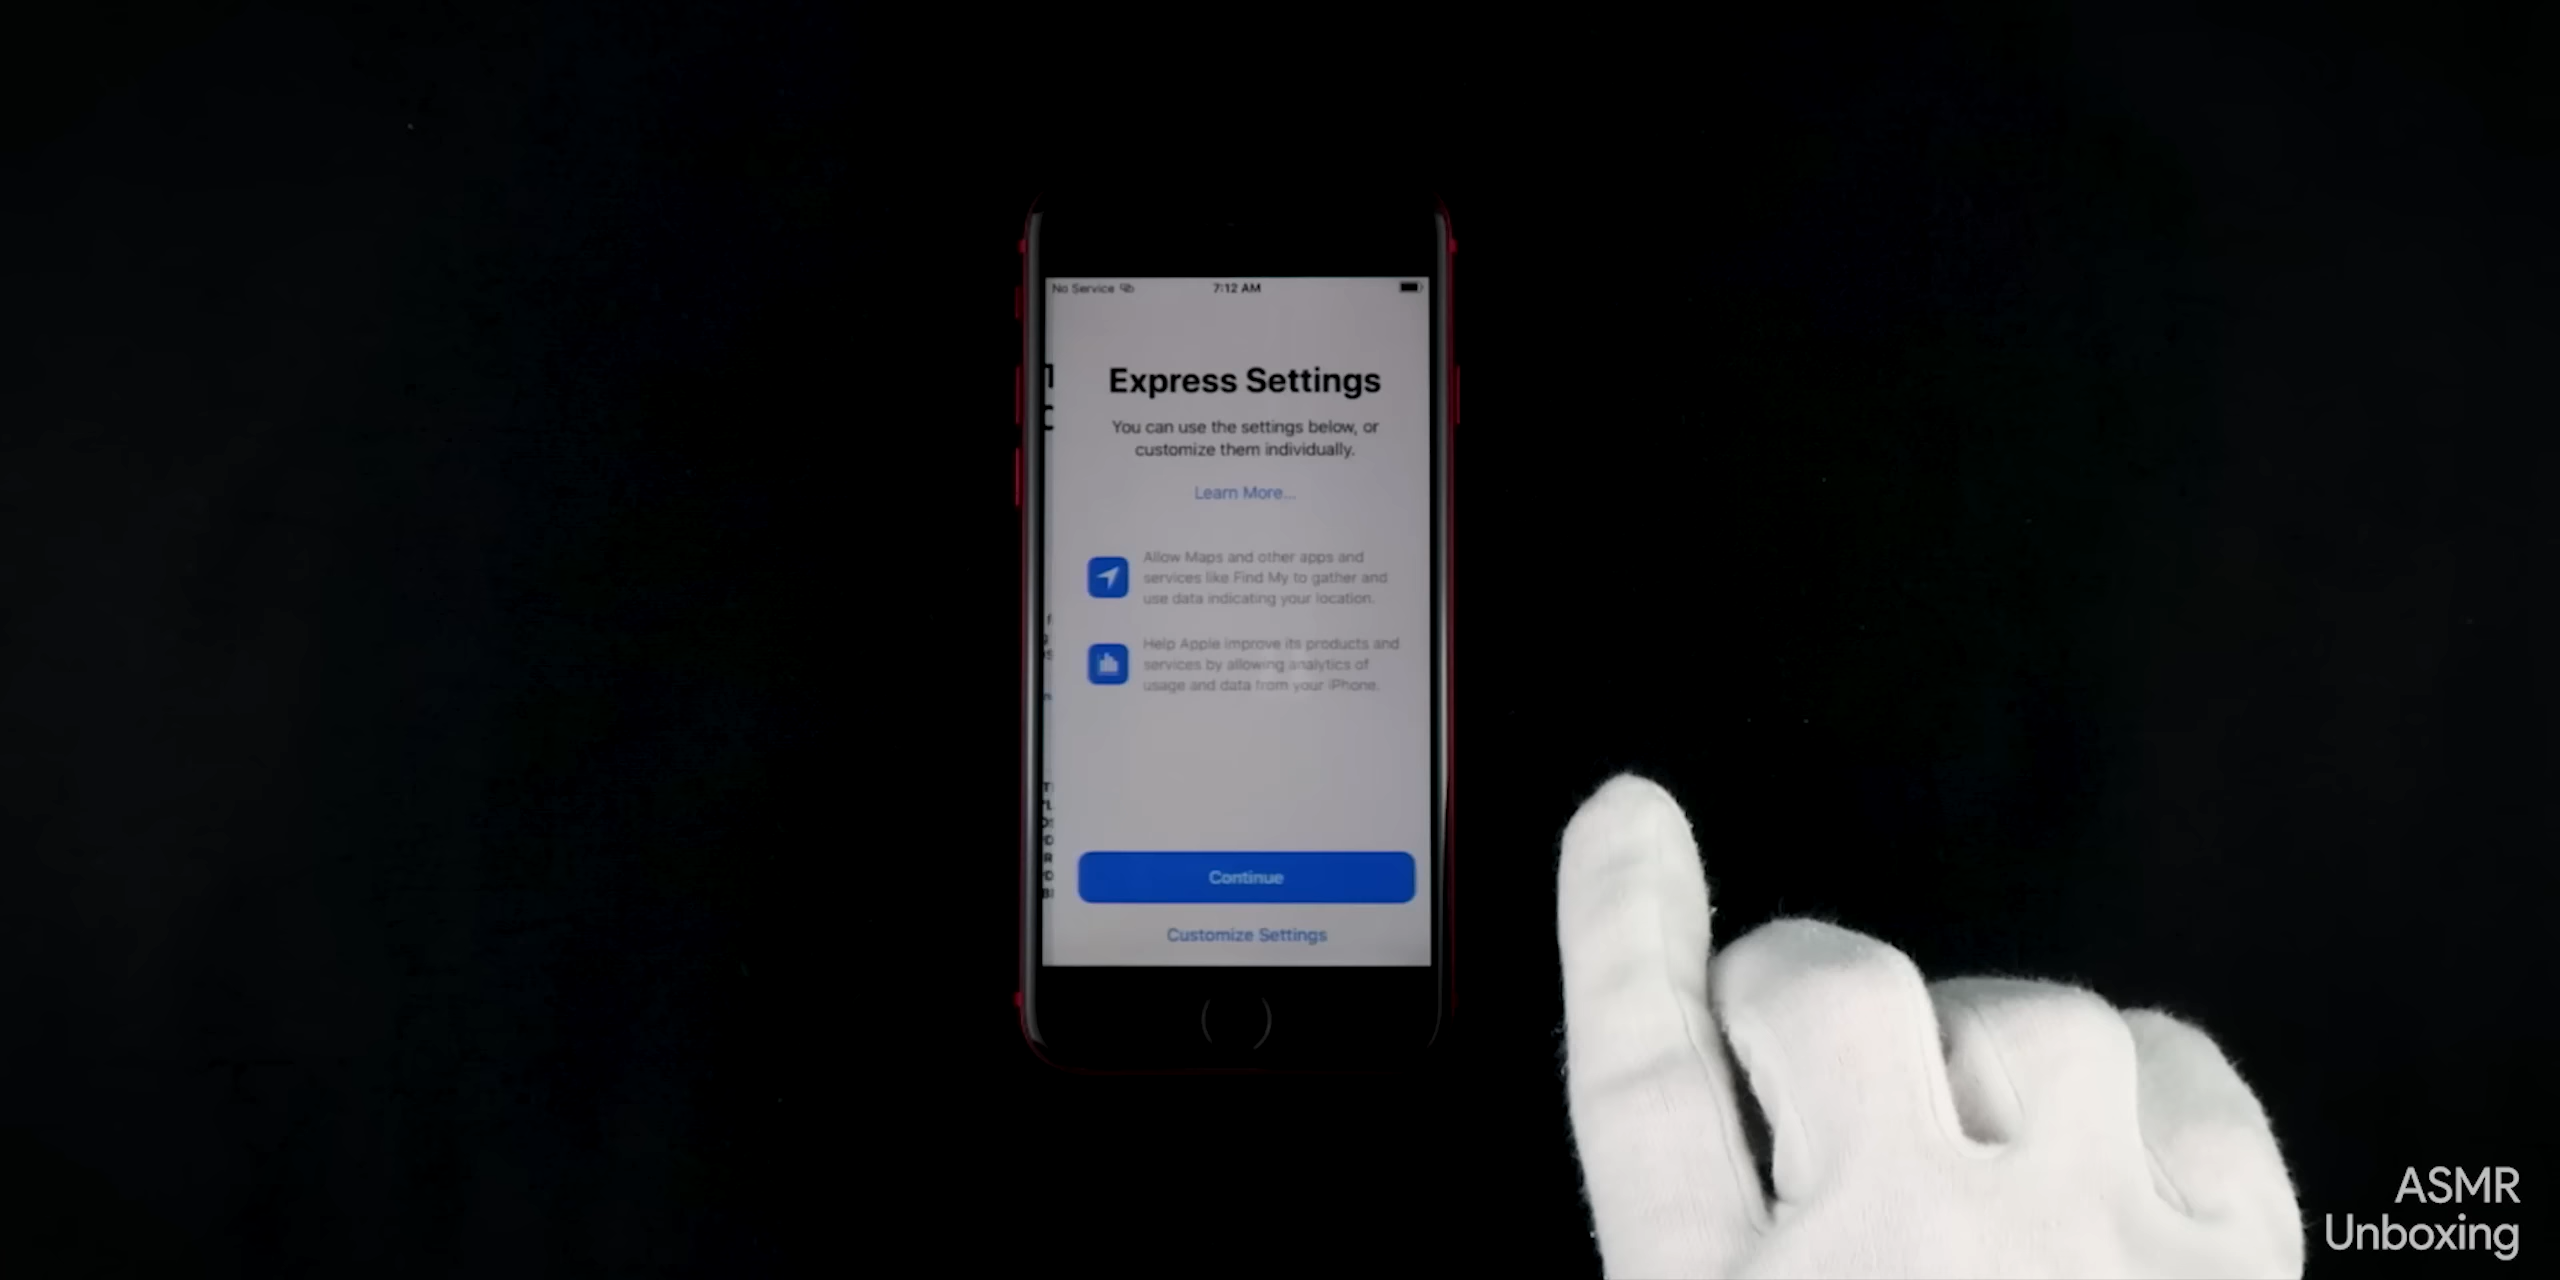 No Service
7:12 AM
Express Settings
You can use the settings below, or
customize them individually.
Learn More...
Allow Maps and other apps and
services like Find My to gather and
use data indicating your location.
Help Apple improve its products and
services by allowing analytics of
usage and data from your iPhone.
Continue
Customize Settings
ASMR
Unboxing